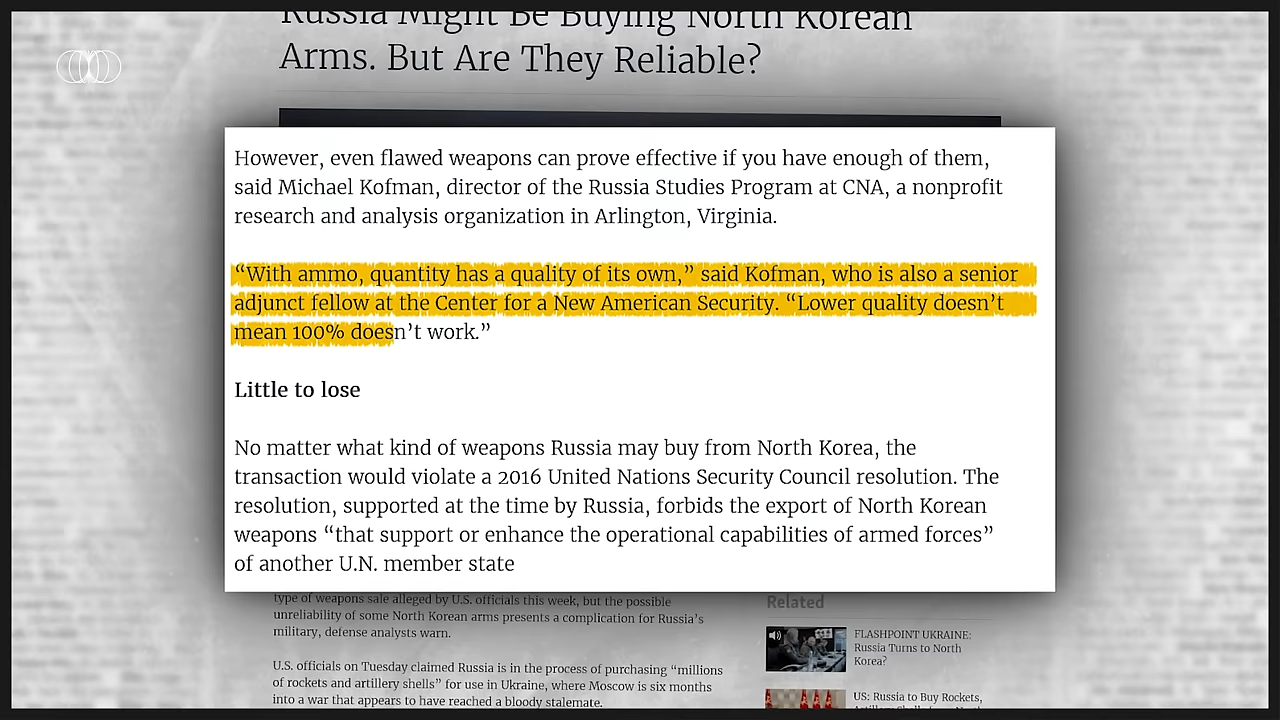 Russia Might Be Buying North Korean
Arms. But Are They Reliable?
However, even flawed weapons can prove effective if you have enough of them,
said Michael Kofman, director of the Russia Studies Program at CNA, a nonprofit
research and analysis organization in Arlington, Virginia.
“With ammo, quantity has a quality of its own,” said Kofman, who is also a senior
adjunct fellow at the Center for a New American Security. “Lower quality doesn’t
mean 100% doesn’t work.”
Little to lose
No matter what kind of weapons Russia may buy from North Korea, the
transaction would violate a 2016 United Nations Security Council resolution. The
resolution, supported at the time by Russia, forbids the export of North Korean
weapons “that support or enhance the operational capabilities of armed forces”
of another U.N. member state
type of weapons sale alleged by U.S. officials this week, but the possible
unreliability of some North Korean arms presents a complication for Russia’s
military, defense analysts warn.
U.S. officials on Tuesday claimed Russia is in the process of purchasing “millions
of rockets and artillery shells” for use in Ukraine, where Moscow is six months
into a war that appears to have reached a bloody stalemate.
Related
FLASHPOINT UKRAINE:
Russia Turns to North
Korea?
US: Russia to Buy Rockets,